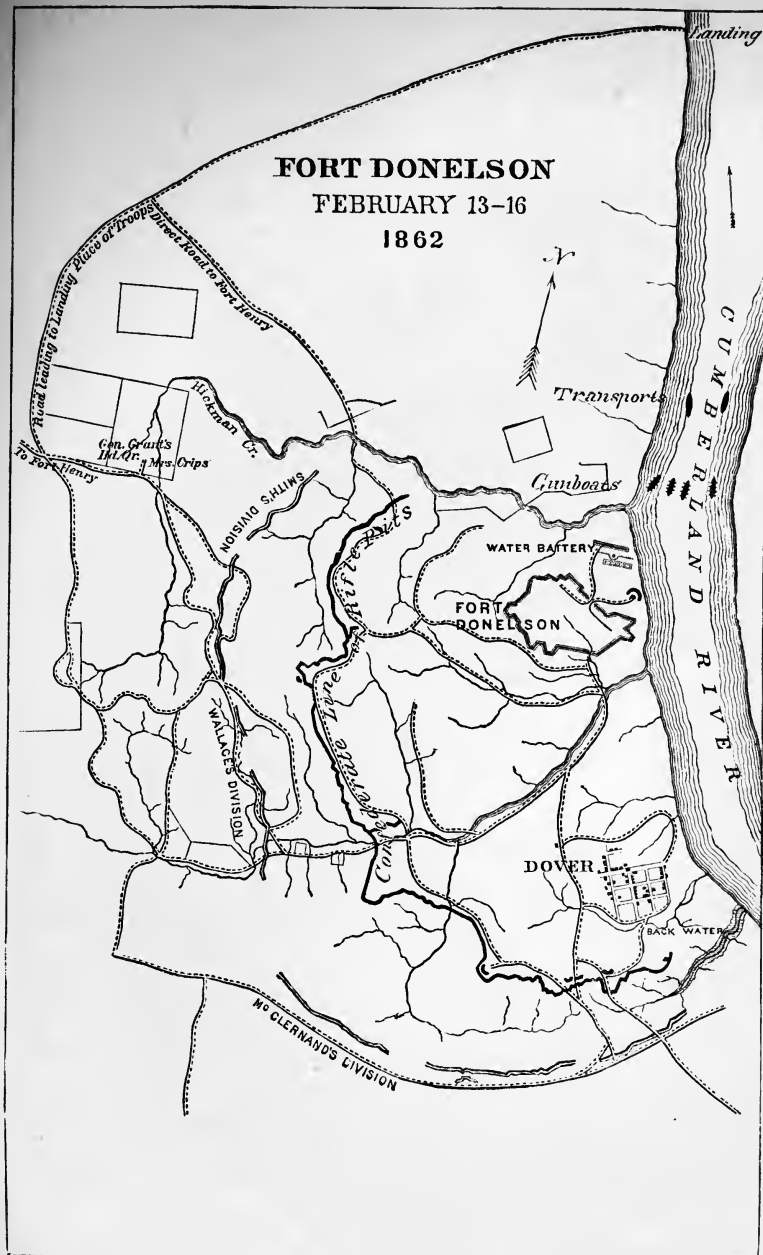 Landing
FORT DONELSON
FEBRUARY 13–16
1862
Road leading to Landing Place of Troops
Direct Road to Fort Henry
N
CUMBERLAND RIVER
Transports
Hickman Cr.
Gen. Grant's
Hd. Qr.
Mrs. Crips
To Fort Henry
SMITH'S DIVISION
Gunboats
Confederate Line of Rifle Pits
WATER BATTERY
FORT
DONELSON
WALLACE'S DIVISION
DOVER
BACK WATER
Mc CLERNAND'S DIVISION